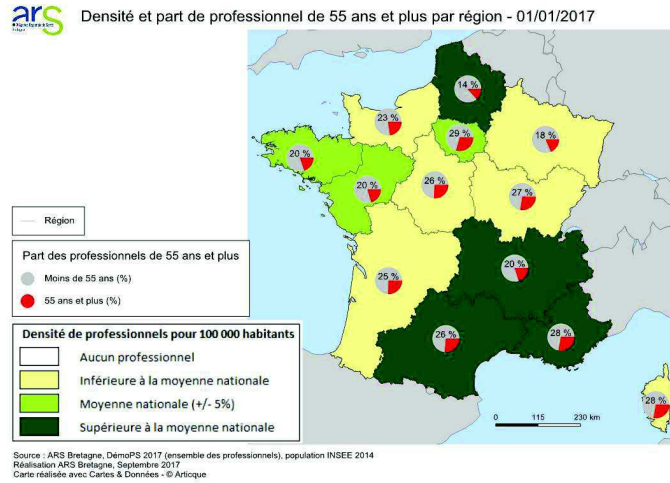 ars
Densité et part de professionnel de 55 ans et plus par région - 01/01/2017
14 %
23 %
29 %
18 %
20 %
20 %
26 %
27 %
25 %
20 %
26 %
28 %
28 %
Région
Part des professionnels de 55 ans et plus
Moins de 55 ans (%)
55 ans et plus (%)
Densité de professionnels pour 100 000 habitants
Aucun professionnel
Inférieure à la moyenne nationale
Moyenne nationale (+/- 5%)
Supérieure à la moyenne nationale
0 115 230 km
Source : ARS Bretagne, DémoPS 2017 (ensemble des professionnels), population INSEE 2014
Réalisation ARS Bretagne, Septembre 2017
Carte réalisée avec Cartes & Données - © Articque